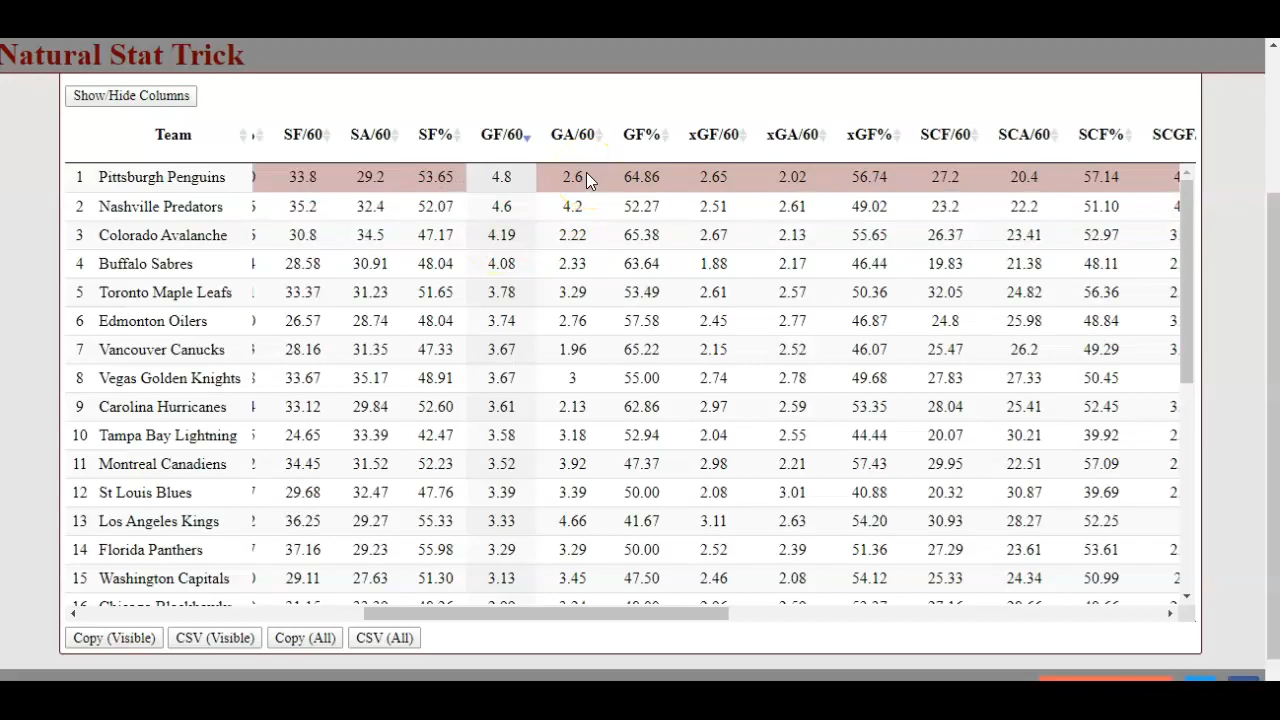 Natural Stat Trick
Show/Hide Columns
Team SF/60 SA/60 SF% GF/60 GA/60 GF% xGF/60 xGA/60 xGF% SCF/60 SCA/60 SCF% SCGF/
1 Pittsburgh Penguins 33.8 29.2 53.65 4.8 2.6 64.86 2.65 2.02 56.74 27.2 20.4 57.14 4
2 Nashville Predators 35.2 32.4 52.07 4.6 4.2 52.27 2.51 2.61 49.02 23.2 22.2 51.10 4
3 Colorado Avalanche 30.8 34.5 47.17 4.19 2.22 65.38 2.67 2.13 55.65 26.37 23.41 52.97 3.
4 Buffalo Sabres 28.58 30.91 48.04 4.08 2.33 63.64 1.88 2.17 46.44 19.83 21.38 48.11 2.
5 Toronto Maple Leafs 33.37 31.23 51.65 3.78 3.29 53.49 2.61 2.57 50.36 32.05 24.82 56.36 2.
6 Edmonton Oilers 26.57 28.74 48.04 3.74 2.76 57.58 2.45 2.77 46.87 24.8 25.98 48.84 3.
7 Vancouver Canucks 28.16 31.35 47.33 3.67 1.96 65.22 2.15 2.52 46.07 25.47 26.2 49.29 3.
8 Vegas Golden Knights 33.67 35.17 48.91 3.67 3 55.00 2.74 2.78 49.68 27.83 27.33 50.45
9 Carolina Hurricanes 33.12 29.84 52.60 3.61 2.13 62.86 2.97 2.59 53.35 28.04 25.41 52.45 3.
10 Tampa Bay Lightning 24.65 33.39 42.47 3.58 3.18 52.94 2.04 2.55 44.44 20.07 30.21 39.92 2.
11 Montreal Canadiens 34.45 31.52 52.23 3.52 3.92 47.37 2.98 2.21 57.43 29.95 22.51 57.09 2.
12 St Louis Blues 29.68 32.47 47.76 3.39 3.39 50.00 2.08 3.01 40.88 20.32 30.87 39.69 2.
13 Los Angeles Kings 36.25 29.27 55.33 3.33 4.66 41.67 3.11 2.63 54.20 30.93 28.27 52.25
14 Florida Panthers 37.16 29.23 55.98 3.29 3.29 50.00 2.52 2.39 51.36 27.29 23.61 53.61 2.
15 Washington Capitals 29.11 27.63 51.30 3.13 3.45 47.50 2.46 2.08 54.12 25.33 24.34 50.99 2
Copy (Visible) CSV (Visible) Copy (All) CSV (All)